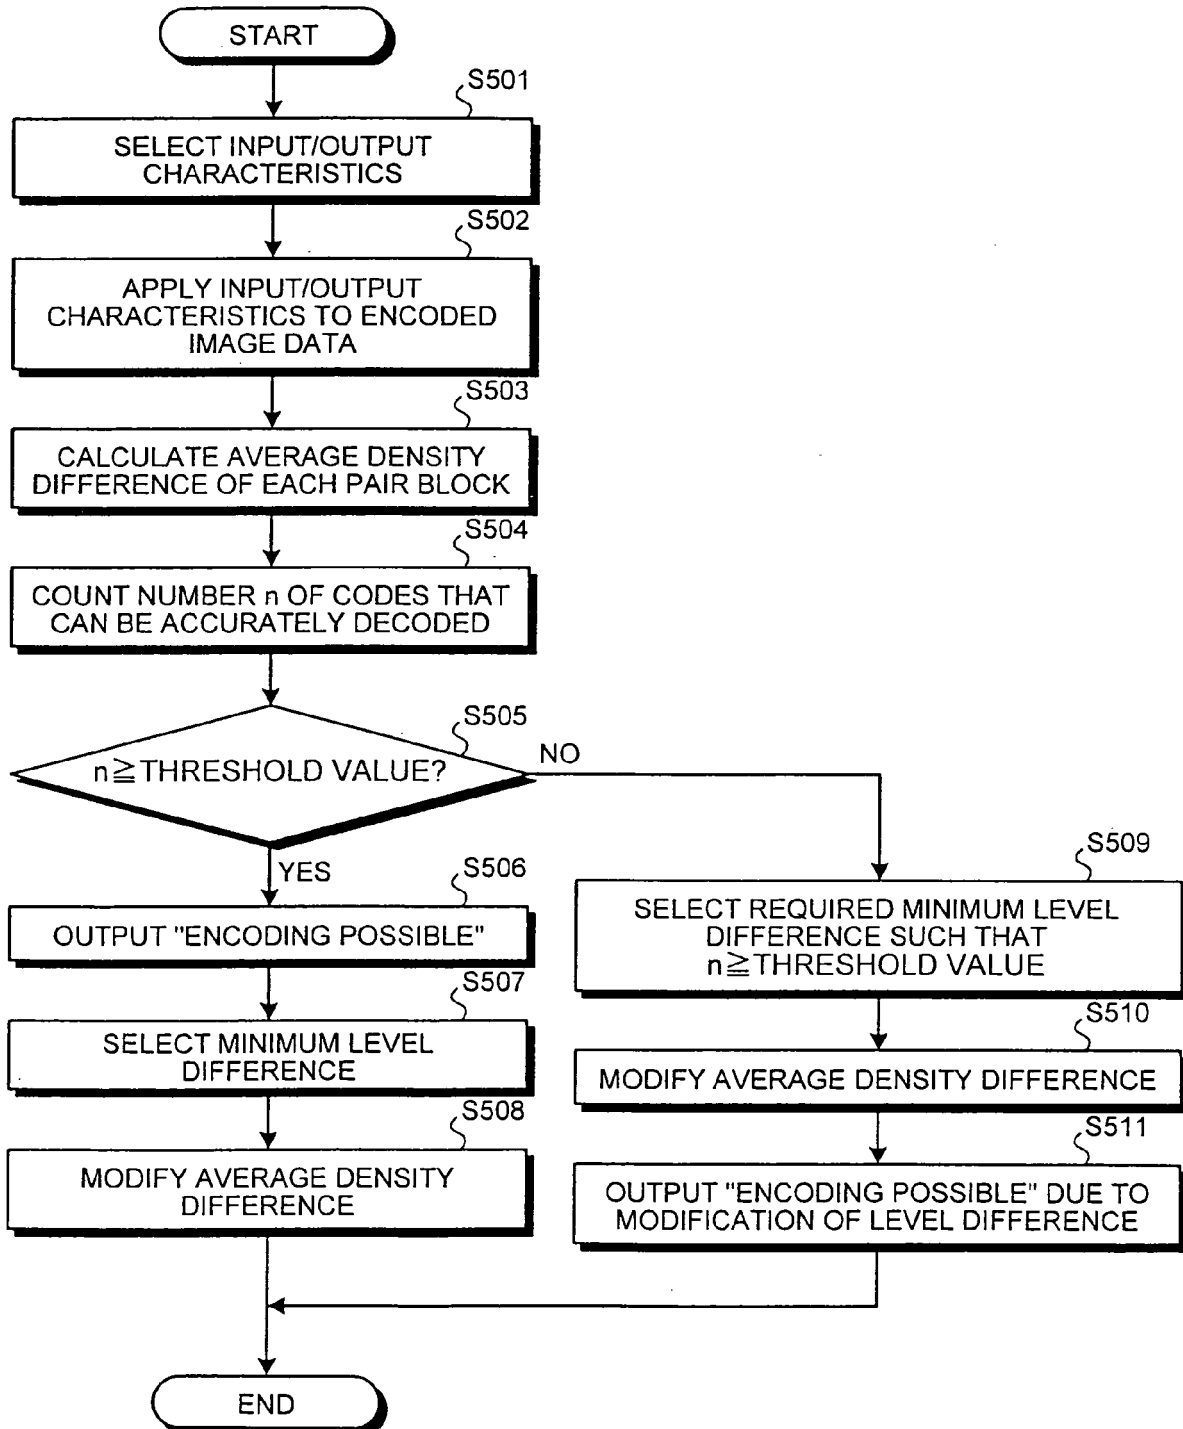 START
S501
SELECT INPUT/OUTPUT
CHARACTERISTICS
S502
APPLY INPUT/OUTPUT
CHARACTERISTICS TO ENCODED
IMAGE DATA
S503
CALCULATE AVERAGE DENSITY
DIFFERENCE OF EACH PAIR BLOCK
S504
COUNT NUMBER n OF CODES THAT
CAN BE ACCURATELY DECODED
S505
n≧THRESHOLD VALUE?
NO
YES
S506
OUTPUT "ENCODING POSSIBLE"
S507
SELECT MINIMUM LEVEL
DIFFERENCE
S508
MODIFY AVERAGE DENSITY
DIFFERENCE
S509
SELECT REQUIRED MINIMUM LEVEL
DIFFERENCE SUCH THAT
n≧THRESHOLD VALUE
S510
MODIFY AVERAGE DENSITY DIFFERENCE
S511
OUTPUT "ENCODING POSSIBLE" DUE TO
MODIFICATION OF LEVEL DIFFERENCE
END